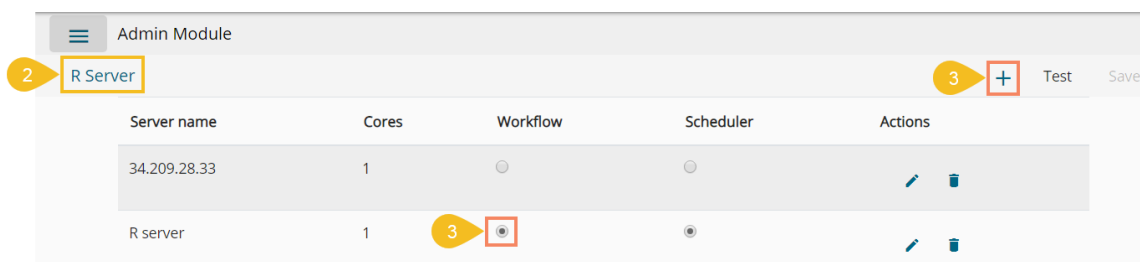 Admin Module
2 R Server 3 + Test Save
Server name Cores Workflow Scheduler Actions
34.209.28.33 1
R server 1 3